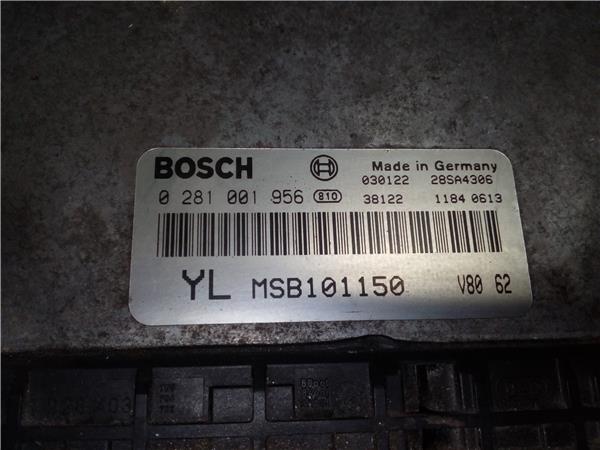 BOSCH
Made in Germany
030122 28SA4306
0 281 001 956 810
38122 1184 0613
YL MSB101150 V80 62